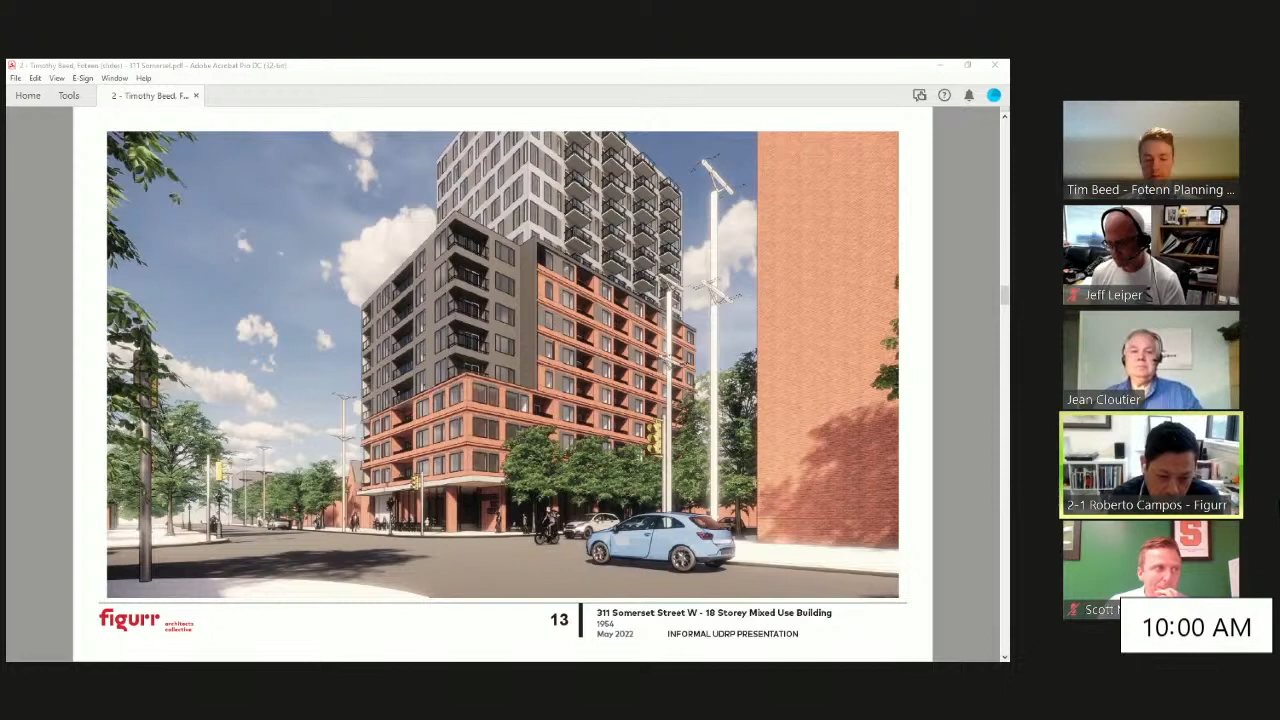 2 - Timothy Beed, Fotenn (slides) - 311 Somerset.pdf - Adobe Acrobat Pro DC (32-bit)
File Edit View E-Sign Window Help
Home Tools 2 - Timothy Beed, F... ×
Tim Beed - Fotenn Planning ...
Jeff Leiper
Jean Cloutier
2-1 Roberto Campos - Figurr
Scott
10:00 AM
figurr architects
collective
13
311 Somerset Street W - 18 Storey Mixed Use Building
1954
May 2022 INFORMAL UDRP PRESENTATION